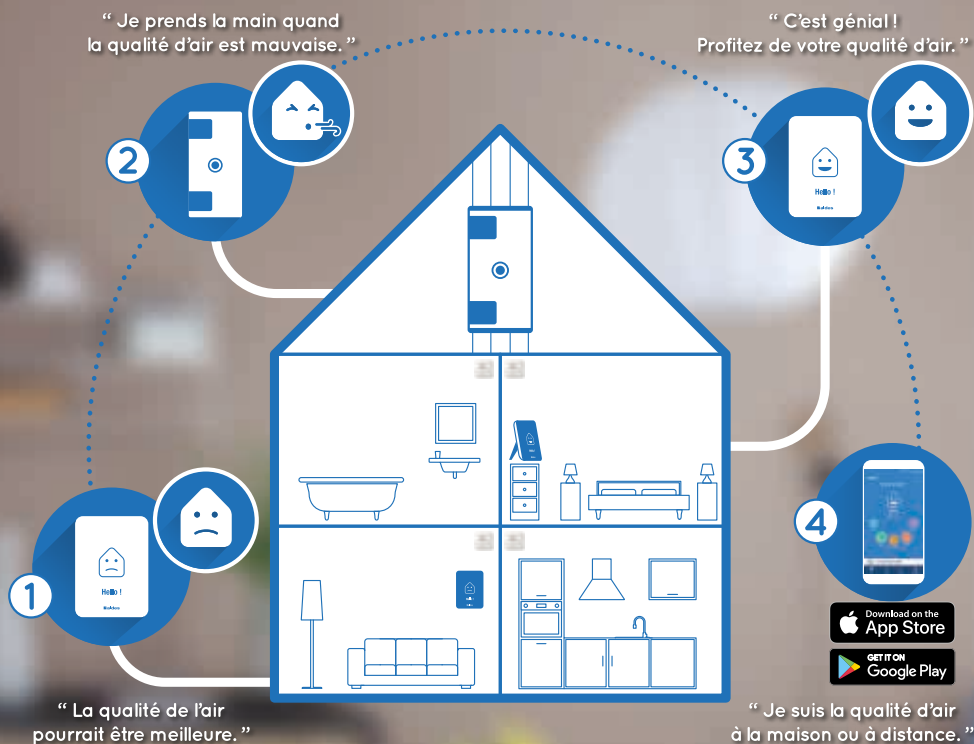 “ Je prends la main quand
la qualité d’air est mauvaise. ”
“ C’est génial !
Profitez de votre qualité d’air. ”
2
3
Hello !
Baldos
1
Hello !
Baldos
4
Download on the
App Store
GET IT ON
Google Play
“ La qualité de l’air
pourrait être meilleure. ”
“ Je suis la qualité d’air
à la maison ou à distance. ”